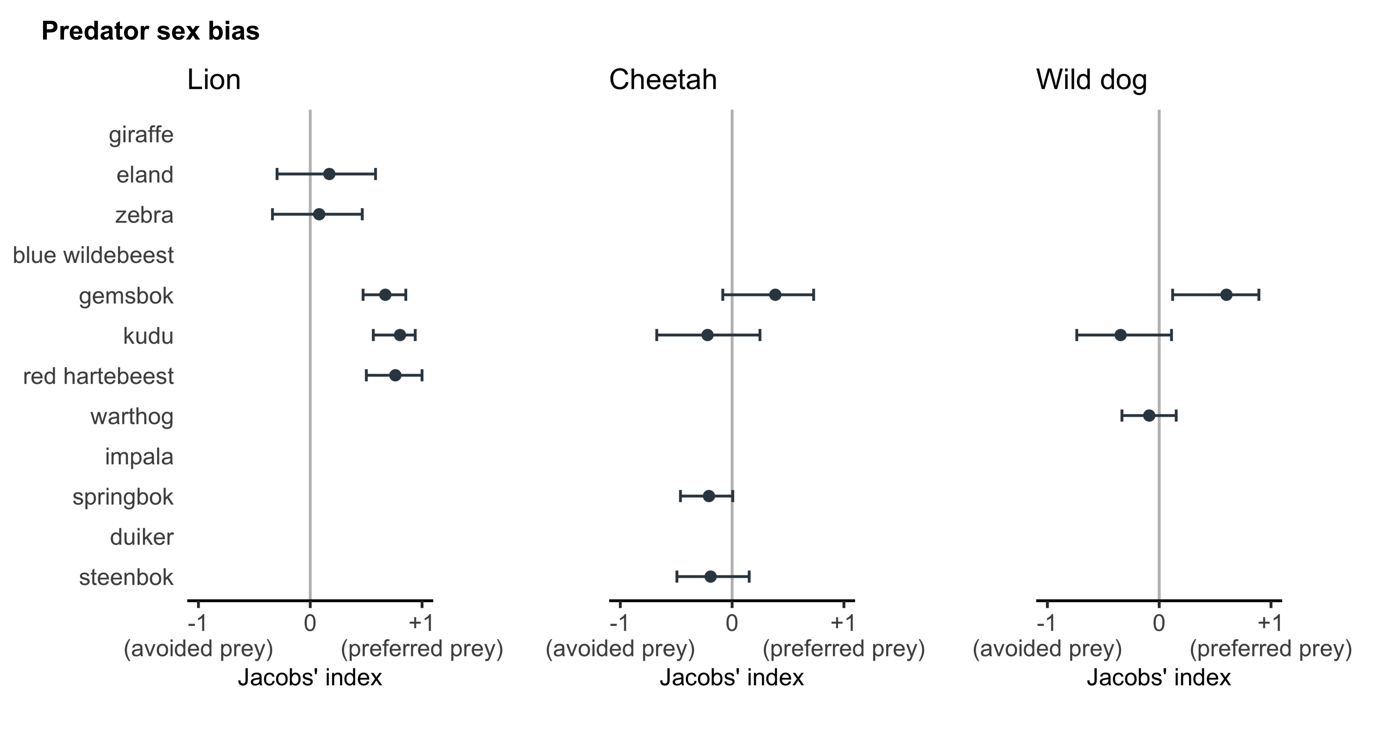 Predator sex bias
Lion
Cheetah
Wild dog
giraffe
eland
zebra
blue wildebeest
gemsbok
kudu
red hartebeest
warthog
impala
springbok
duiker
steenbok
-1 0 +1
(avoided prey) (preferred prey)
Jacobs' index
-1 0 +1
(avoided prey) (preferred prey)
Jacobs' index
-1 0 +1
(avoided prey) (preferred prey)
Jacobs' index